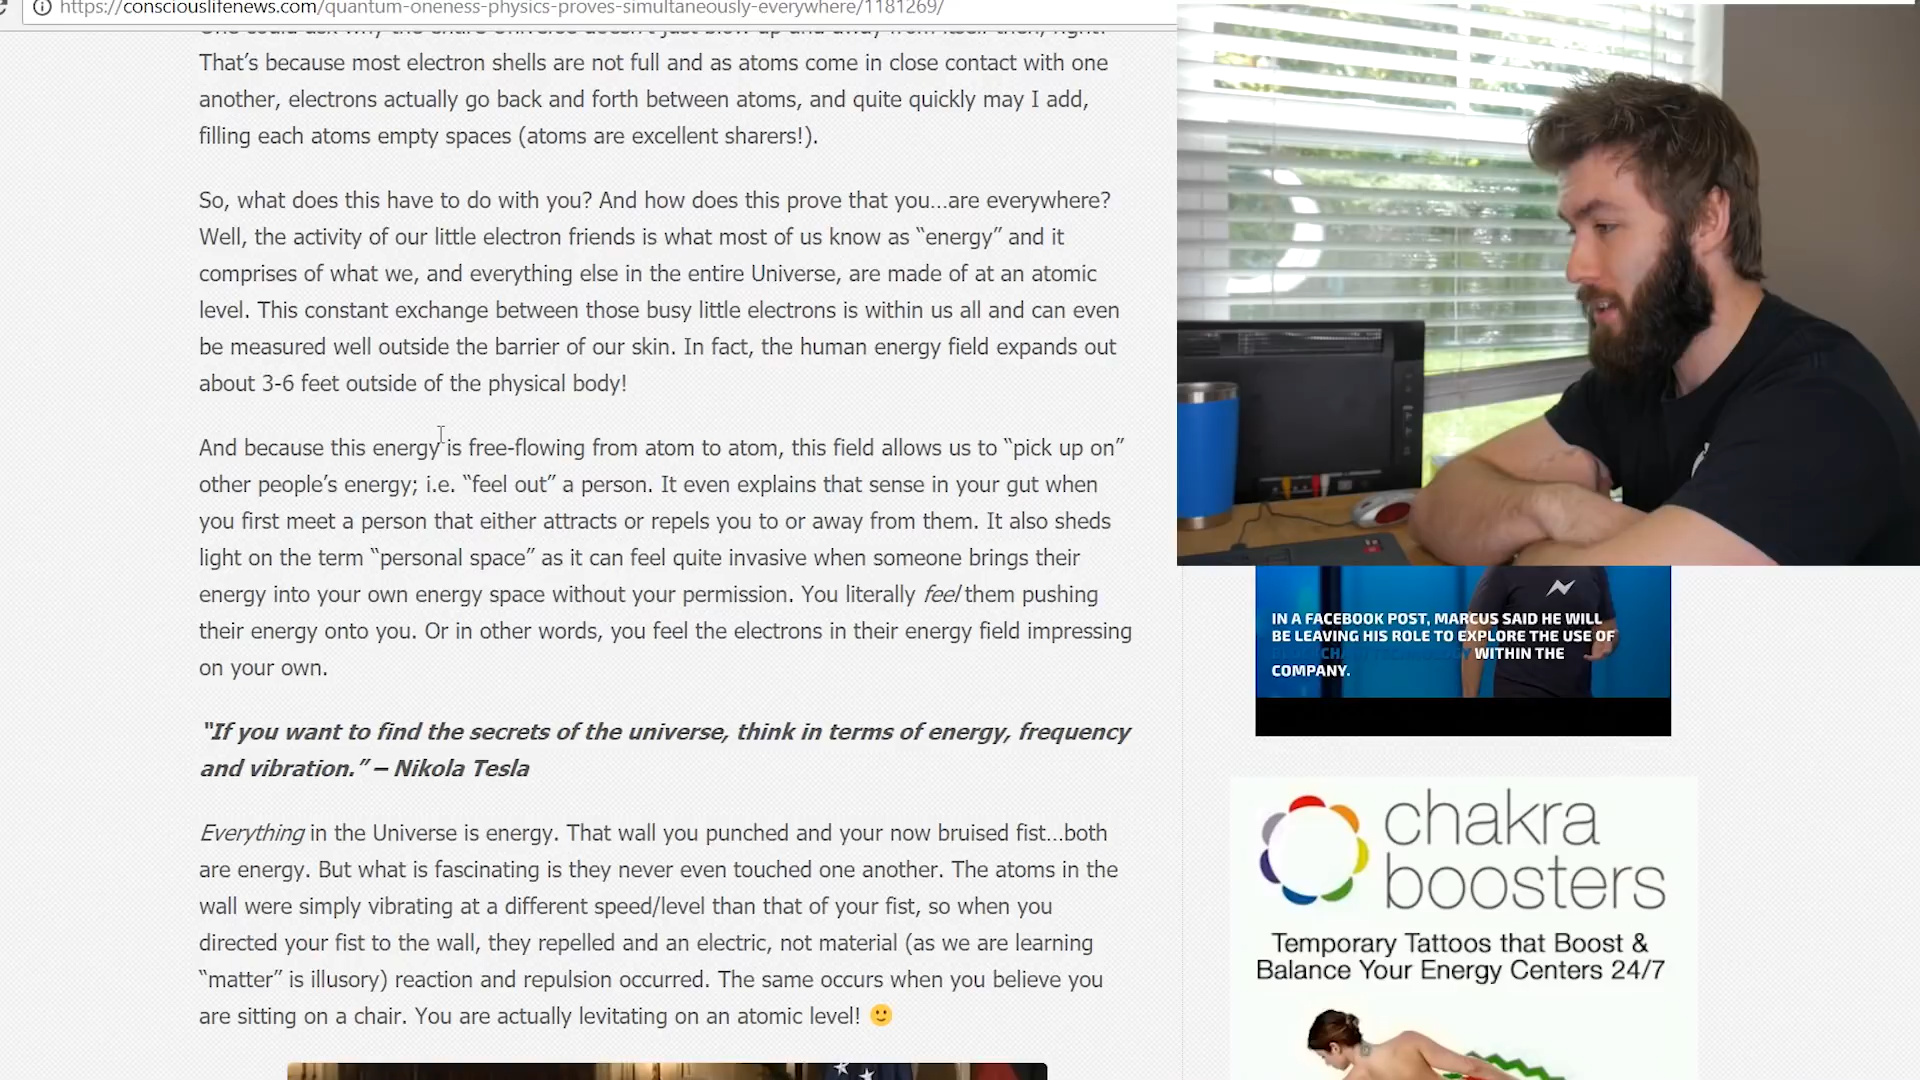 https://consciouslifenews.com/quantum-oneness-physics-proves-simultaneously-everywhere/1181269/
One could ask why the entire Universe doesn't just blow up and away from itself then, right?
That’s because most electron shells are not full and as atoms come in close contact with one
another, electrons actually go back and forth between atoms, and quite quickly may I add,
filling each atoms empty spaces (atoms are excellent sharers!).
So, what does this have to do with you? And how does this prove that you…are everywhere?
Well, the activity of our little electron friends is what most of us know as “energy” and it
comprises of what we, and everything else in the entire Universe, are made of at an atomic
level. This constant exchange between those busy little electrons is within us all and can even
be measured well outside the barrier of our skin. In fact, the human energy field expands out
about 3-6 feet outside of the physical body!
And because this energy is free-flowing from atom to atom, this field allows us to “pick up on”
other people’s energy; i.e. “feel out” a person. It even explains that sense in your gut when
you first meet a person that either attracts or repels you to or away from them. It also sheds
light on the term “personal space” as it can feel quite invasive when someone brings their
energy into your own energy space without your permission. You literally feel them pushing
their energy onto you. Or in other words, you feel the electrons in their energy field impressing
on your own.
“If you want to find the secrets of the universe, think in terms of energy, frequency
and vibration.” – Nikola Tesla
Everything in the Universe is energy. That wall you punched and your now bruised fist…both
are energy. But what is fascinating is they never even touched one another. The atoms in the
wall were simply vibrating at a different speed/level than that of your fist, so when you
directed your fist to the wall, they repelled and an electric, not material (as we are learning
“matter” is illusory) reaction and repulsion occurred. The same occurs when you believe you
are sitting on a chair. You are actually levitating on an atomic level! 🙂
IN A FACEBOOK POST, MARCUS SAID HE WILL
BE LEAVING HIS ROLE TO EXPLORE THE USE OF
BLOCKCHAIN TECHNOLOGY WITHIN THE
COMPANY.
chakra
boosters
Temporary Tattoos that Boost &
Balance Your Energy Centers 24/7